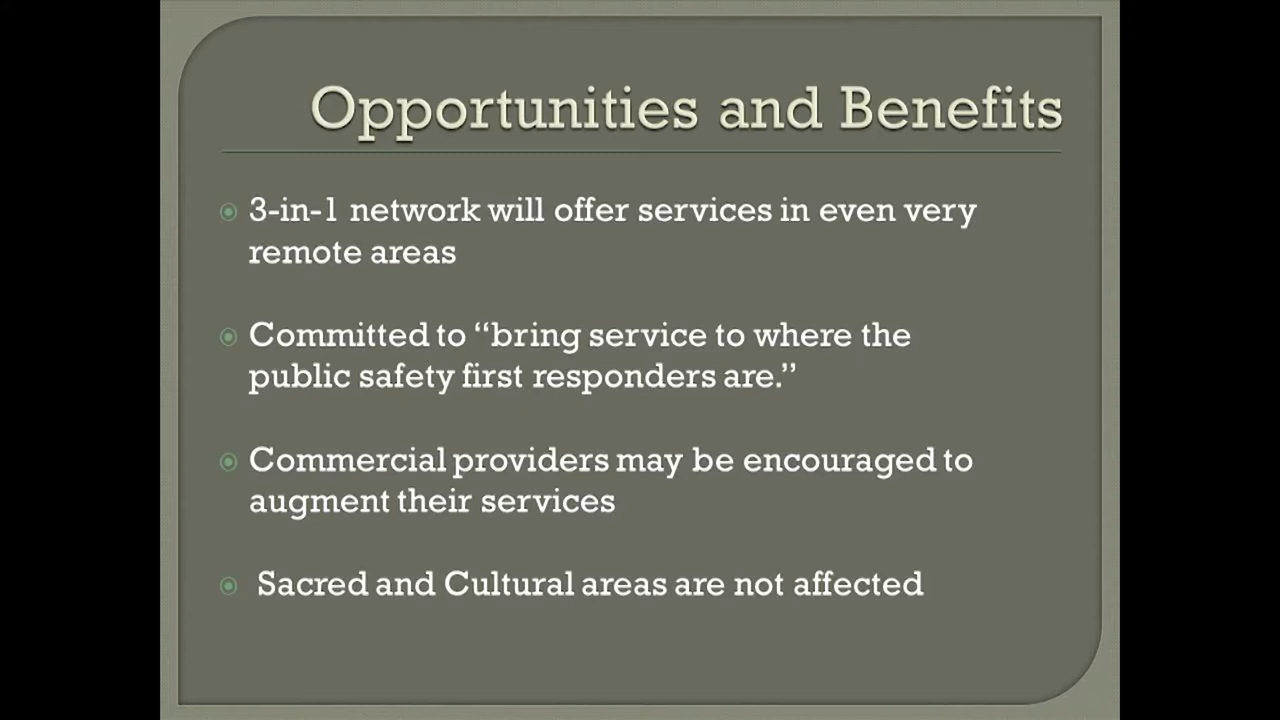 Opportunities and Benefits
3-in-1 network will offer services in even very
remote areas
Committed to “bring service to where the
public safety first responders are.”
Commercial providers may be encouraged to
augment their services
Sacred and Cultural areas are not affected